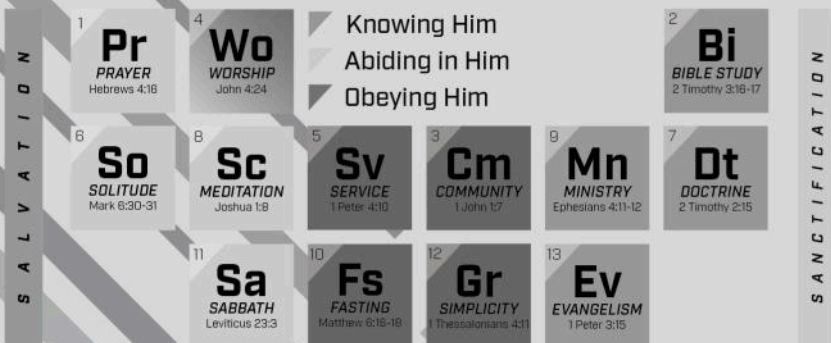 SALVATION
1
Pr
PRAYER
Hebrews 4:16
4
Wo
WORSHIP
John 4:24
Knowing Him
Abiding in Him
Obeying Him
2
Bi
BIBLE STUDY
2 Timothy 3:16-17
6
So
SOLITUDE
Mark 6:30-31
8
Sc
MEDITATION
Joshua 1:8
5
Sv
SERVICE
1 Peter 4:10
3
Cm
COMMUNITY
1 John 1:7
9
Mn
MINISTRY
Ephesians 4:11-12
7
Dt
DOCTRINE
2 Timothy 2:15
11
Sa
SABBATH
Leviticus 23:3
10
Fs
FASTING
Matthew 6:16-18
12
Gr
SIMPLICITY
1 Thessalonians 4:11
13
Ev
EVANGELISM
1 Peter 3:15
SANCTIFICATION